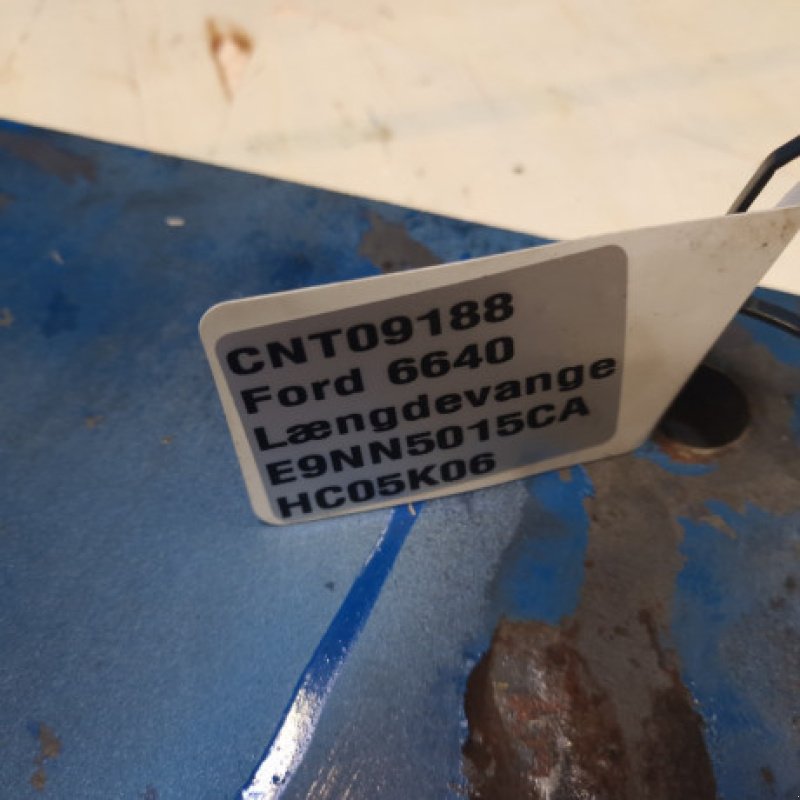 CNT09188
Ford 6640
Længdevange
E9NN5015CA
HC05K06